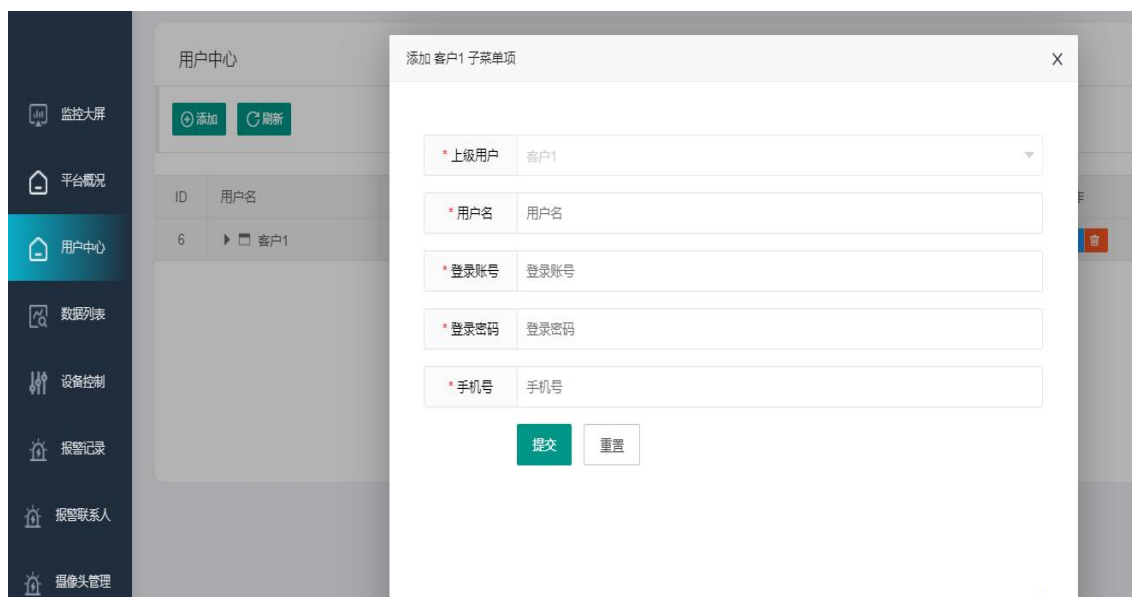 监控大屏
平台概况
用户中心
数据列表
设备控制
报警记录
报警联系人
摄像头管理
用户中心
添加
刷新
ID 用户名
6 客户1
添加 客户1 子菜单项
X
* 上级用户 客户1
* 用户名 用户名
* 登录账号 登录账号
* 登录密码 登录密码
* 手机号 手机号
提交 重置